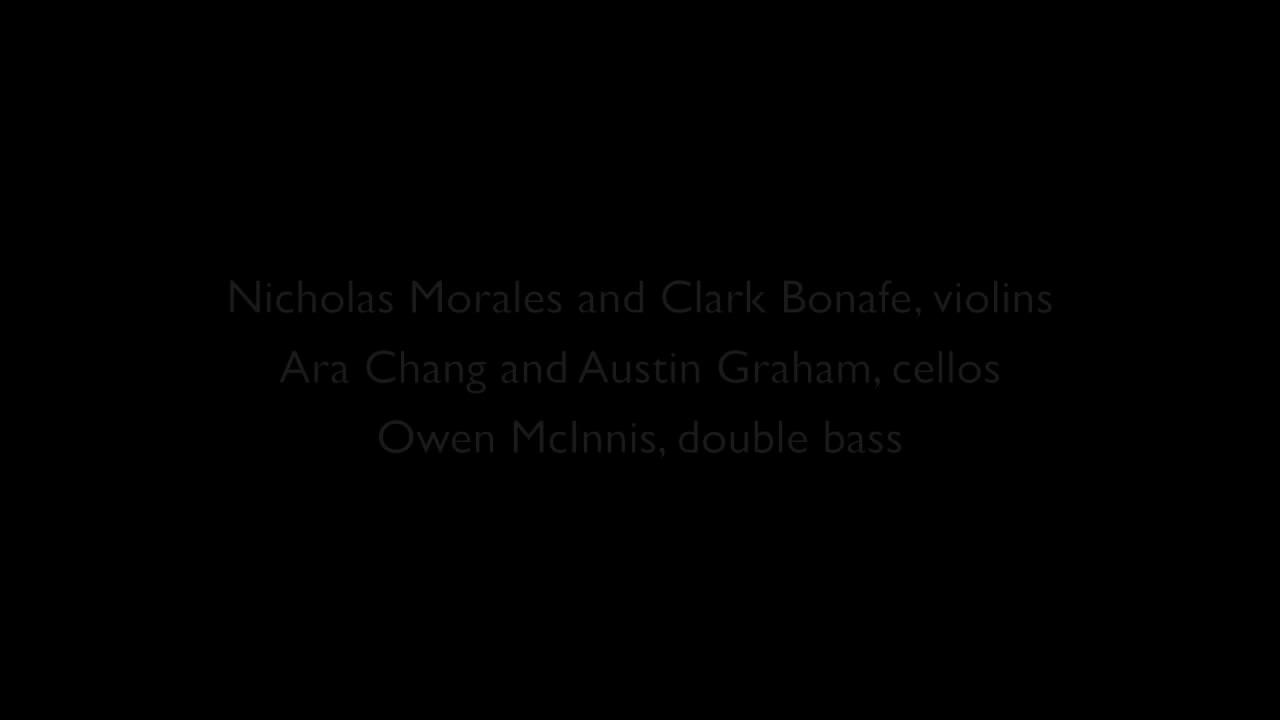 Nicholas Morales and Clark Bonafe, violins
Ara Chang and Austin Graham, cellos
Owen McInnis, double bass